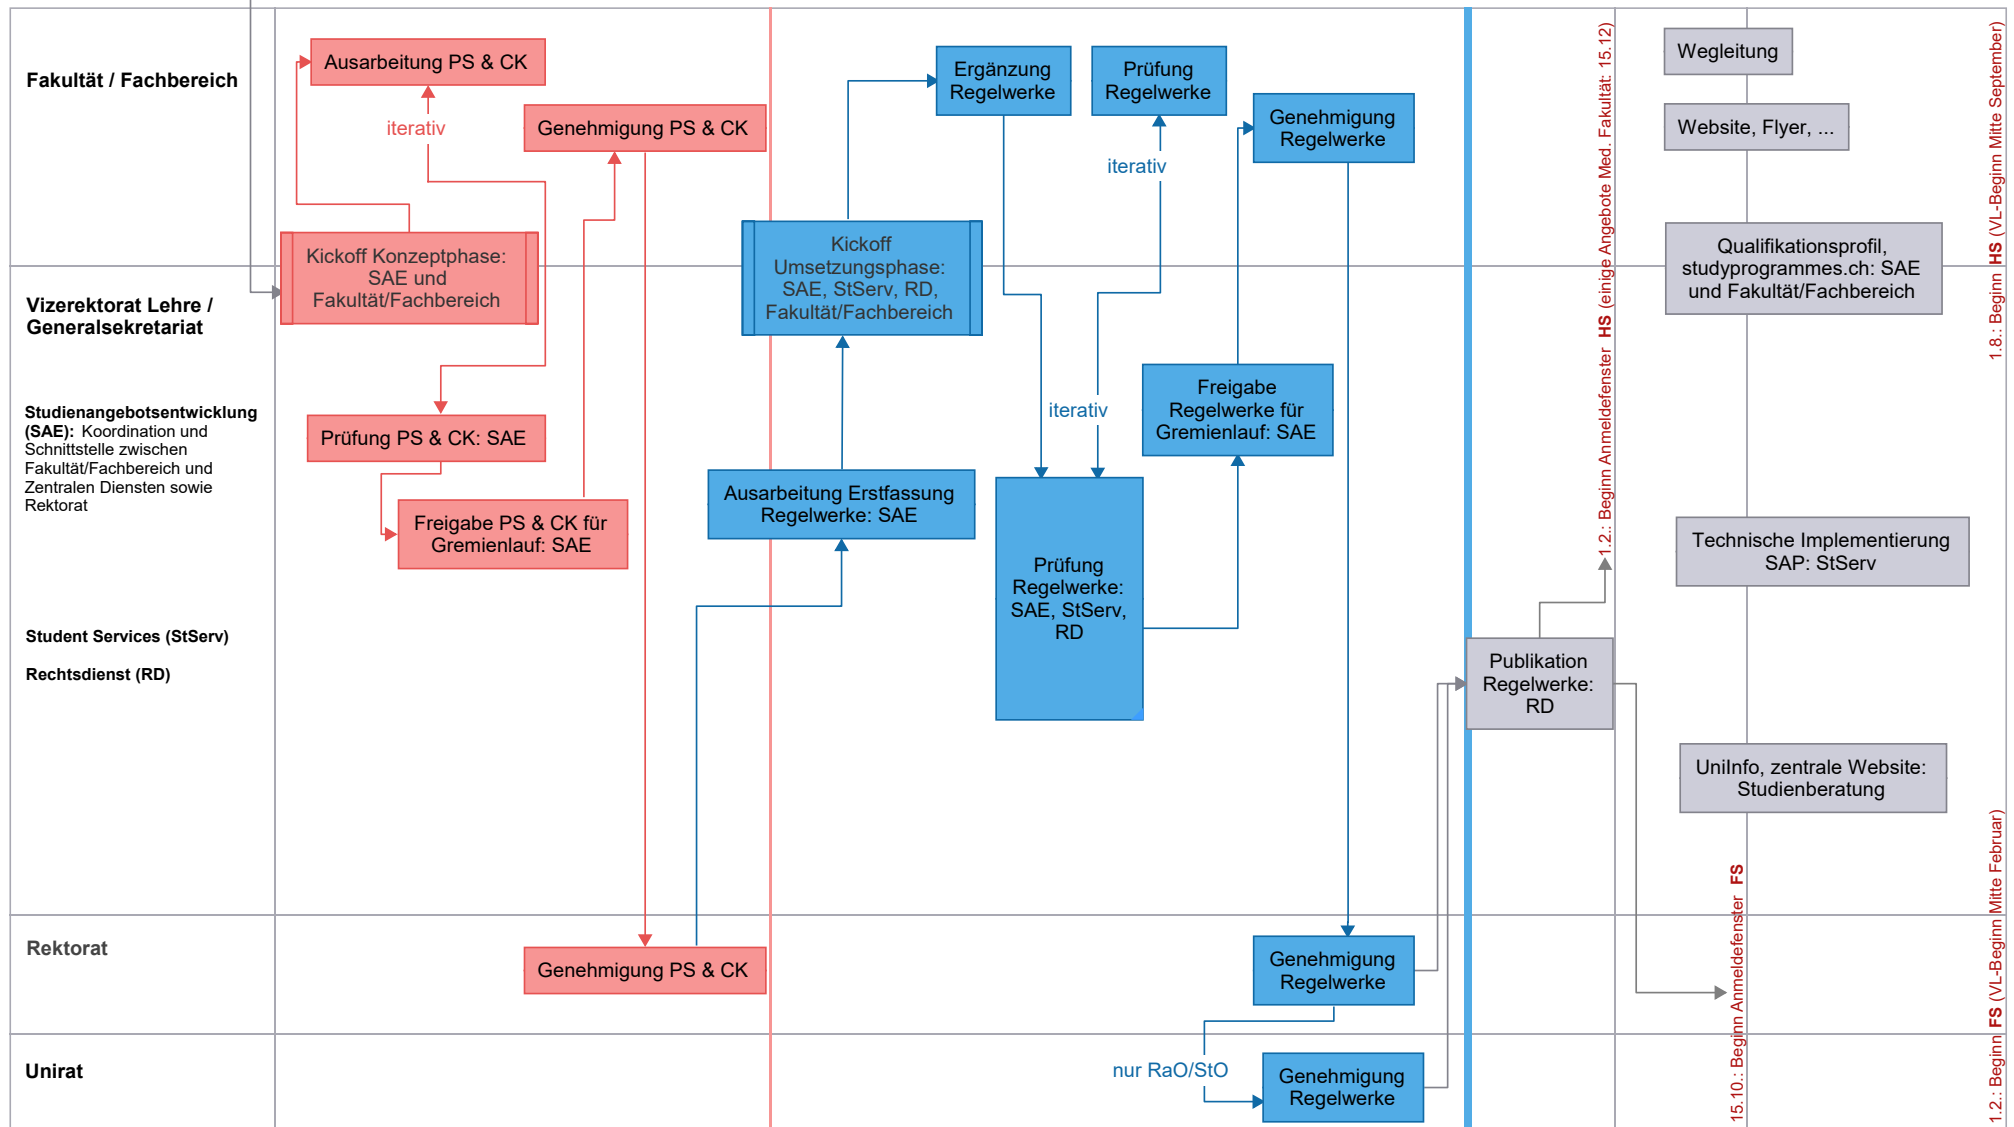 Fakultät / Fachbereich
Ausarbeitung PS & CK
iterativ
Genehmigung PS & CK
Kickoff Konzeptphase:
SAE und
Fakultät/Fachbereich
Ergänzung
Regelwerke
Prüfung
Regelwerke
iterativ
Genehmigung
Regelwerke
Kickoff
Umsetzungsphase:
SAE, StServ, RD,
Fakultät/Fachbereich
Vizerektorat Lehre /
Generalsekretariat
Studienangebotsentwicklung
(SAE): Koordination und
Schnittstelle zwischen
Fakultät/Fachbereich und
Zentralen Diensten sowie
Rektorat
Student Services (StServ)
Rechtsdienst (RD)
Prüfung PS & CK: SAE
Freigabe PS & CK für
Gremienlauf: SAE
Ausarbeitung Erstfassung
Regelwerke: SAE
iterativ
Prüfung
Regelwerke:
SAE, StServ,
RD
Freigabe
Regelwerke für
Gremienlauf: SAE
Publikation
Regelwerke:
RD
1.2.: Beginn Anmeldefenster HS (einige Angebote Med. Fakultät: 15.12)
Wegleitung
Website, Flyer, ...
Qualifikationsprofil,
studyprogrammes.ch: SAE
und Fakultät/Fachbereich
Technische Implementierung
SAP: StServ
UniInfo, zentrale Website:
Studienberatung
15.10.: Beginn Anmeldefenster FS
1.8.: Beginn HS (VL-Beginn Mitte September)
1.2.: Beginn FS (VL-Beginn Mitte Februar)
Rektorat
Genehmigung PS & CK
Genehmigung
Regelwerke
Unirat
nur RaO/StO
Genehmigung
Regelwerke